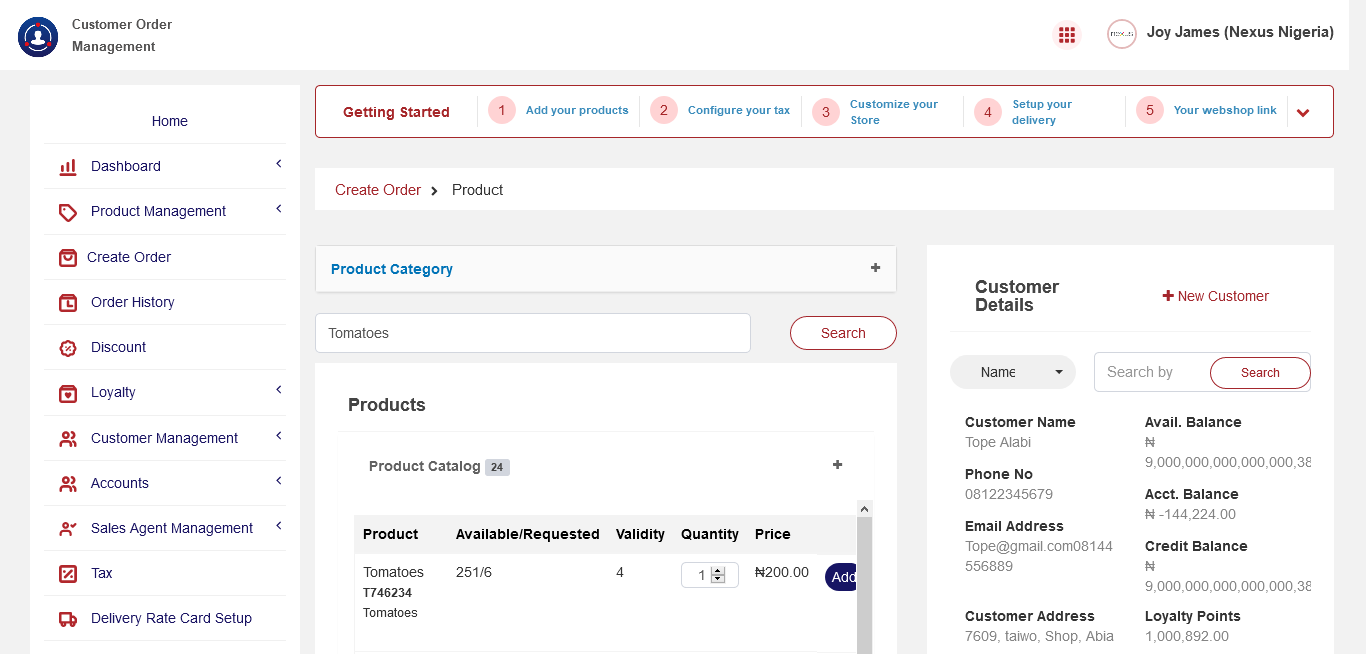 Customer Order
Management
nexus
Joy James (Nexus Nigeria)
Home
Dashboard
Product Management
Create Order
Order History
Discount
Loyalty
Customer Management
Accounts
Sales Agent Management
Tax
Delivery Rate Card Setup
Getting Started
1 Add your products
2 Configure your tax
3 Customize your
Store
4 Setup your
delivery
5 Your webshop link
Create Order Product
Product Category
Tomatoes
Search
Products
Product Catalog 24
Product Available/Requested Validity Quantity Price
Tomatoes 251/6 4 1 ₦200.00 Add
T746234
Tomatoes
Customer
Details
New Customer
Name
Search by
Search
Customer Name
Tope Alabi
Phone No
08122345679
Email Address
Tope@gmail.com08144
556889
Customer Address
7609, taiwo, Shop, Abia
Avail. Balance
₦
9,000,000,000,000,000,38
Acct. Balance
₦ -144,224.00
Credit Balance
₦
9,000,000,000,000,000,38
Loyalty Points
1,000,892.00